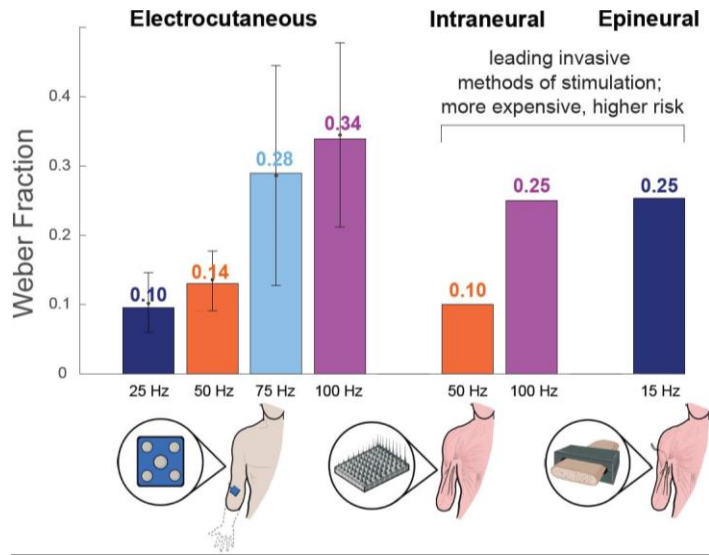 Electrocutaneous Intraneural Epineural
leading invasive
methods of stimulation;
more expensive, higher risk
Weber Fraction
0.4
0.3
0.2
0.1
0
0.10
0.14
0.28
0.34
0.10
0.25
0.25
25 Hz 50 Hz 75 Hz 100 Hz 50 Hz 100 Hz 15 Hz